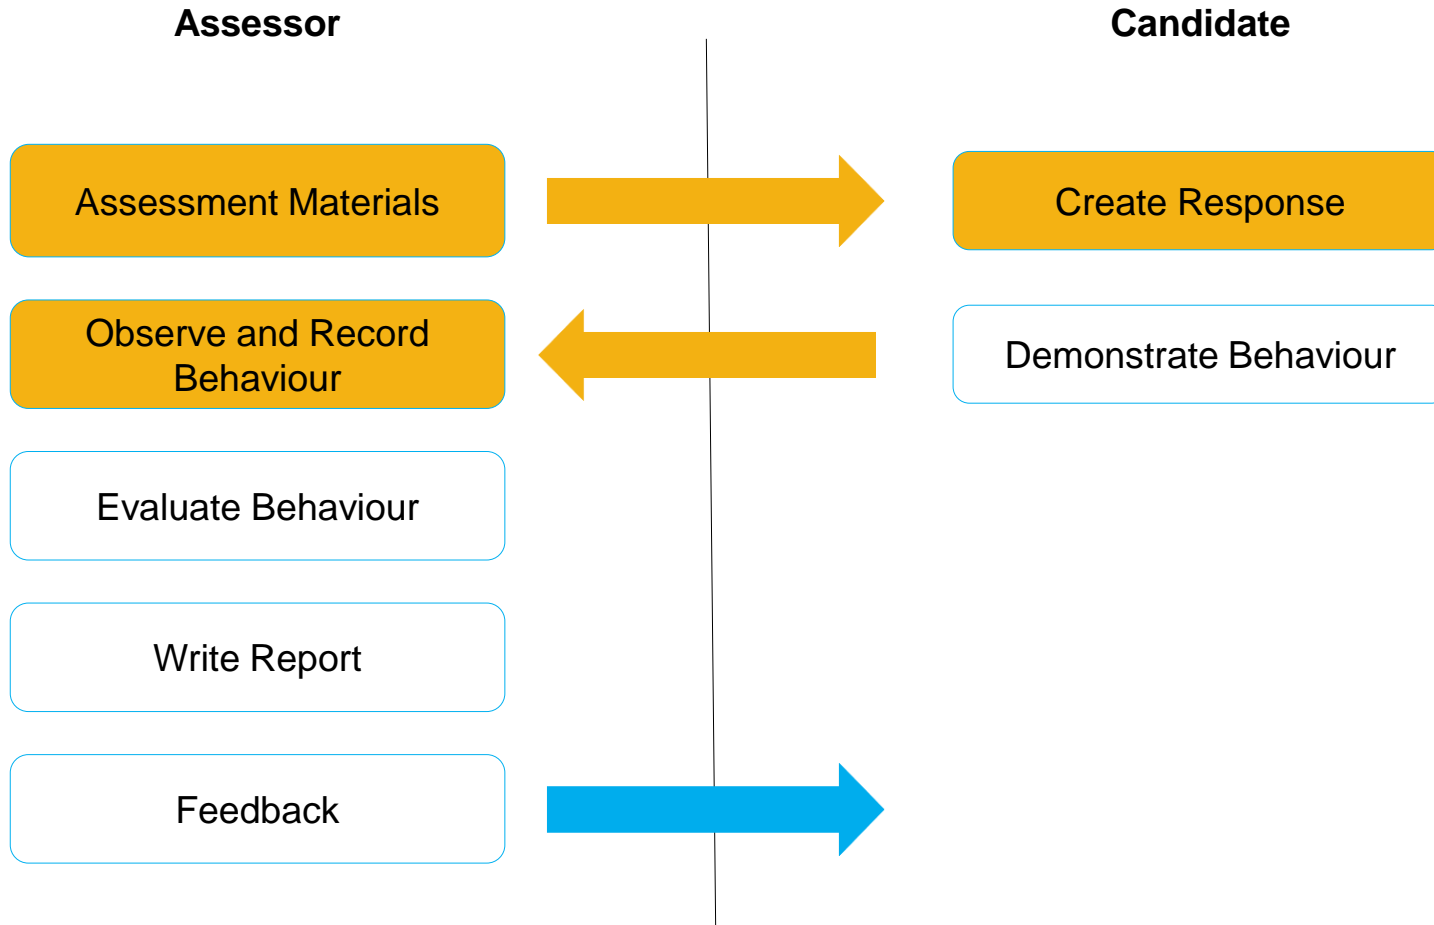 Assessor
Candidate
Assessment Materials
Create Response
Observe and Record
Behaviour
Demonstrate Behaviour
Evaluate Behaviour
Write Report
Feedback